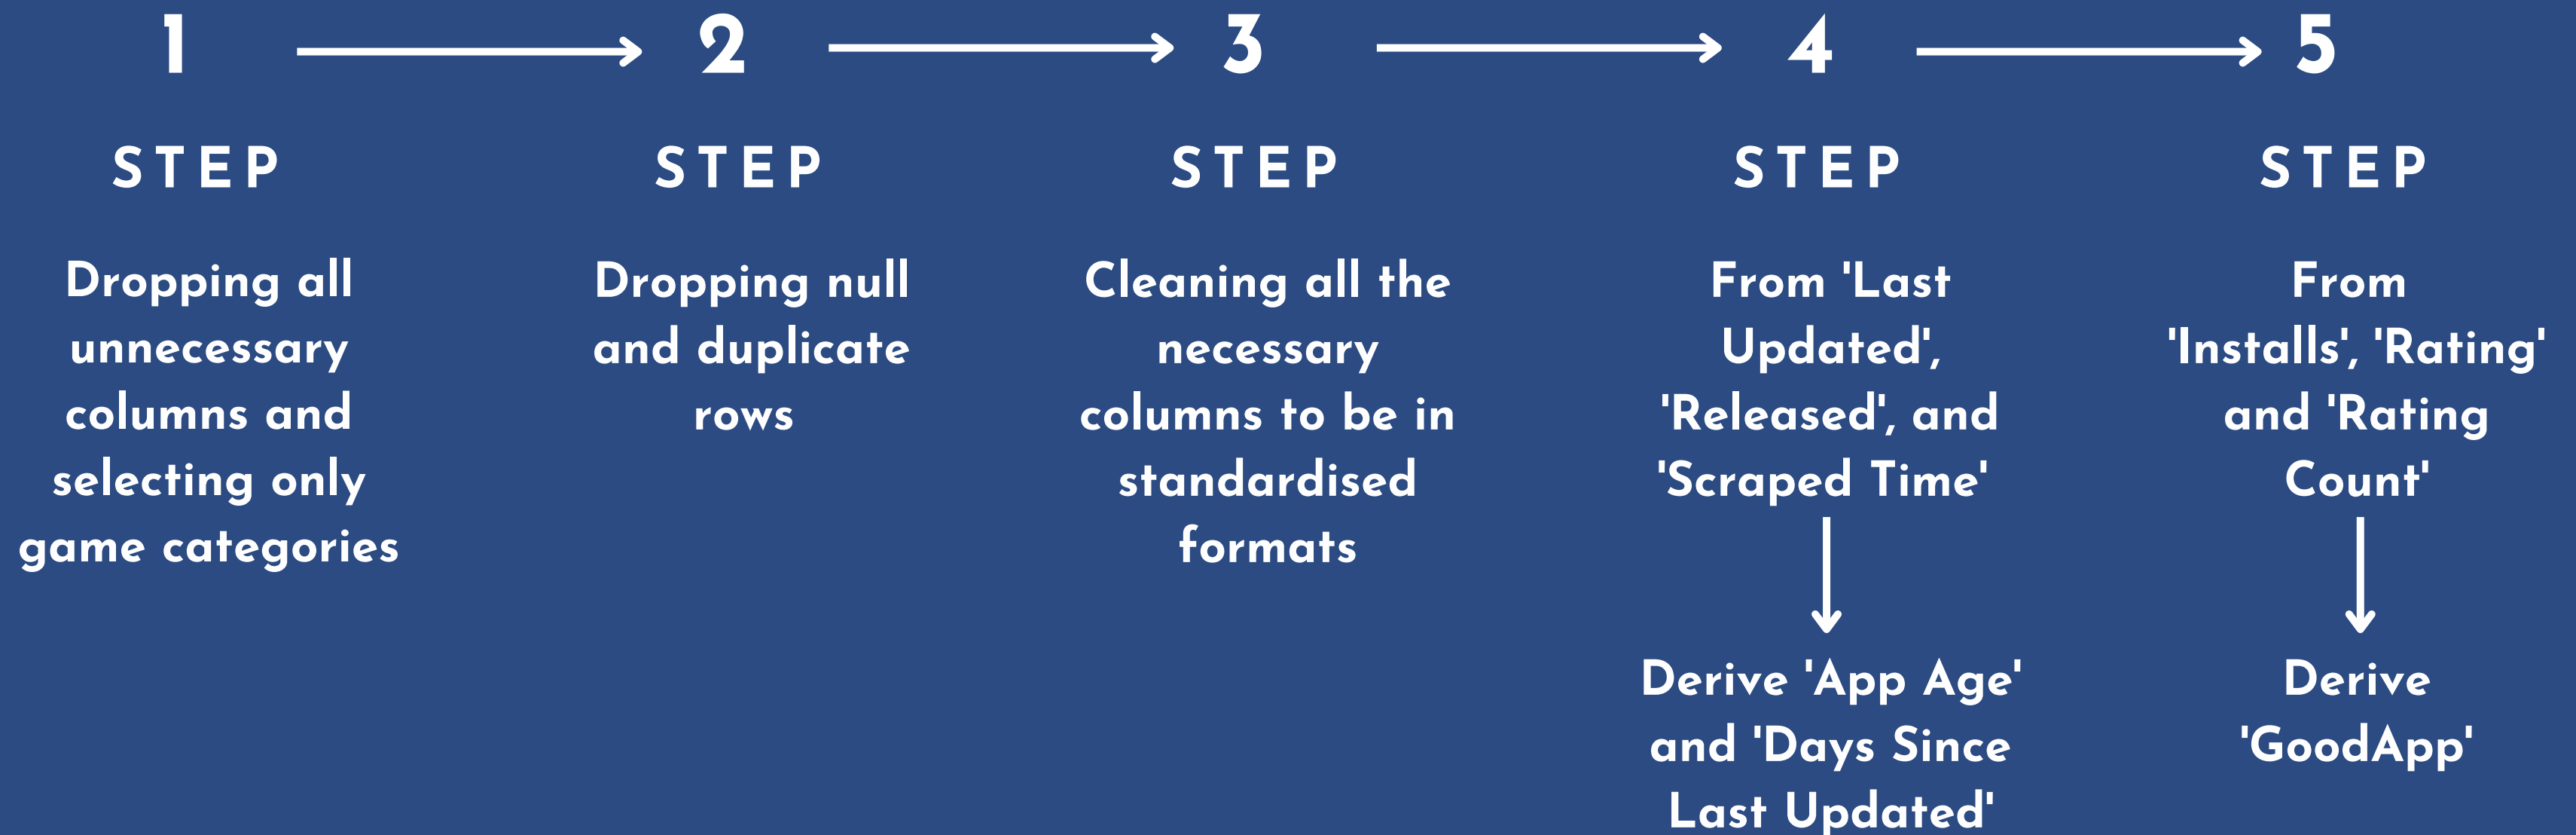 1
STEP
Dropping all
unnecessary
columns and
selecting only
game categories
2
STEP
Dropping null
and duplicate
rows
3
STEP
Cleaning all the
necessary
columns to be in
standardised
formats
4
STEP
From 'Last
Updated',
'Released', and
'Scraped Time'
Derive 'App Age'
and 'Days Since
Last Updated'
5
STEP
From
'Installs', 'Rating'
and 'Rating
Count'
Derive
'GoodApp'